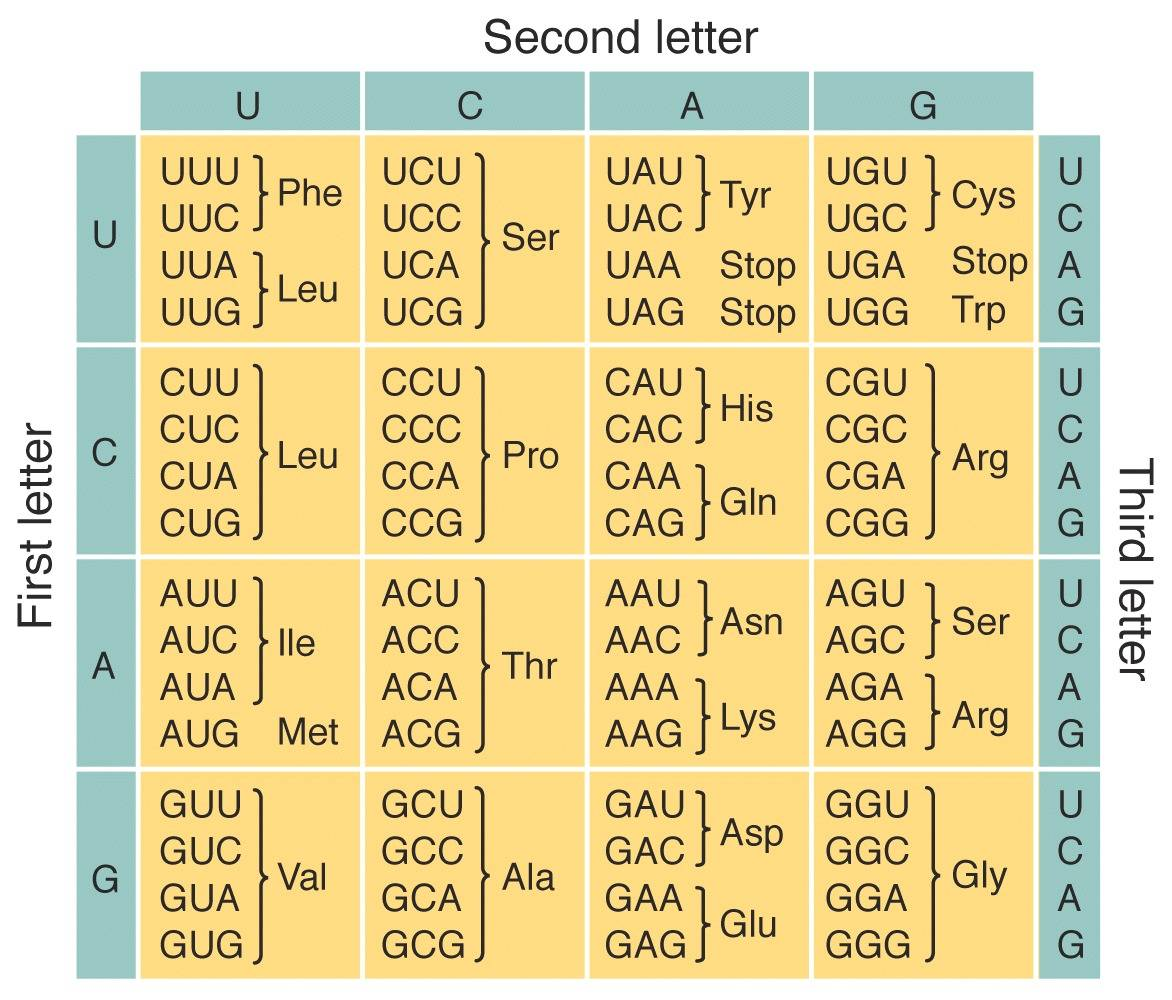 Second letter
U C A G
First letter
U
UUU Phe UCU Ser UAU Tyr UGU Cys U
UUC UCC UAC UGC C
UUA Leu UCA UAA Stop UGA Stop A
UUG UCG UAG Stop UGG Trp G
C
CUU Leu CCU Pro CAU His CGU Arg U
CUC CCC CAC CGC C
CUA CCA CAA Gln CGA A
CUG CCG CAG CGG G
A
AUU Ile ACU Thr AAU Asn AGU Ser U
AUC ACC AAC AGC C
AUA ACA AAA Lys AGA Arg A
AUG Met ACG AAG AGG G
G
GUU Val GCU Ala GAU Asp GGU Gly U
GUC GCC GAC GGC C
GUA GCA GAA Glu GGA A
GUG GCG GAG GGG G
Third letter